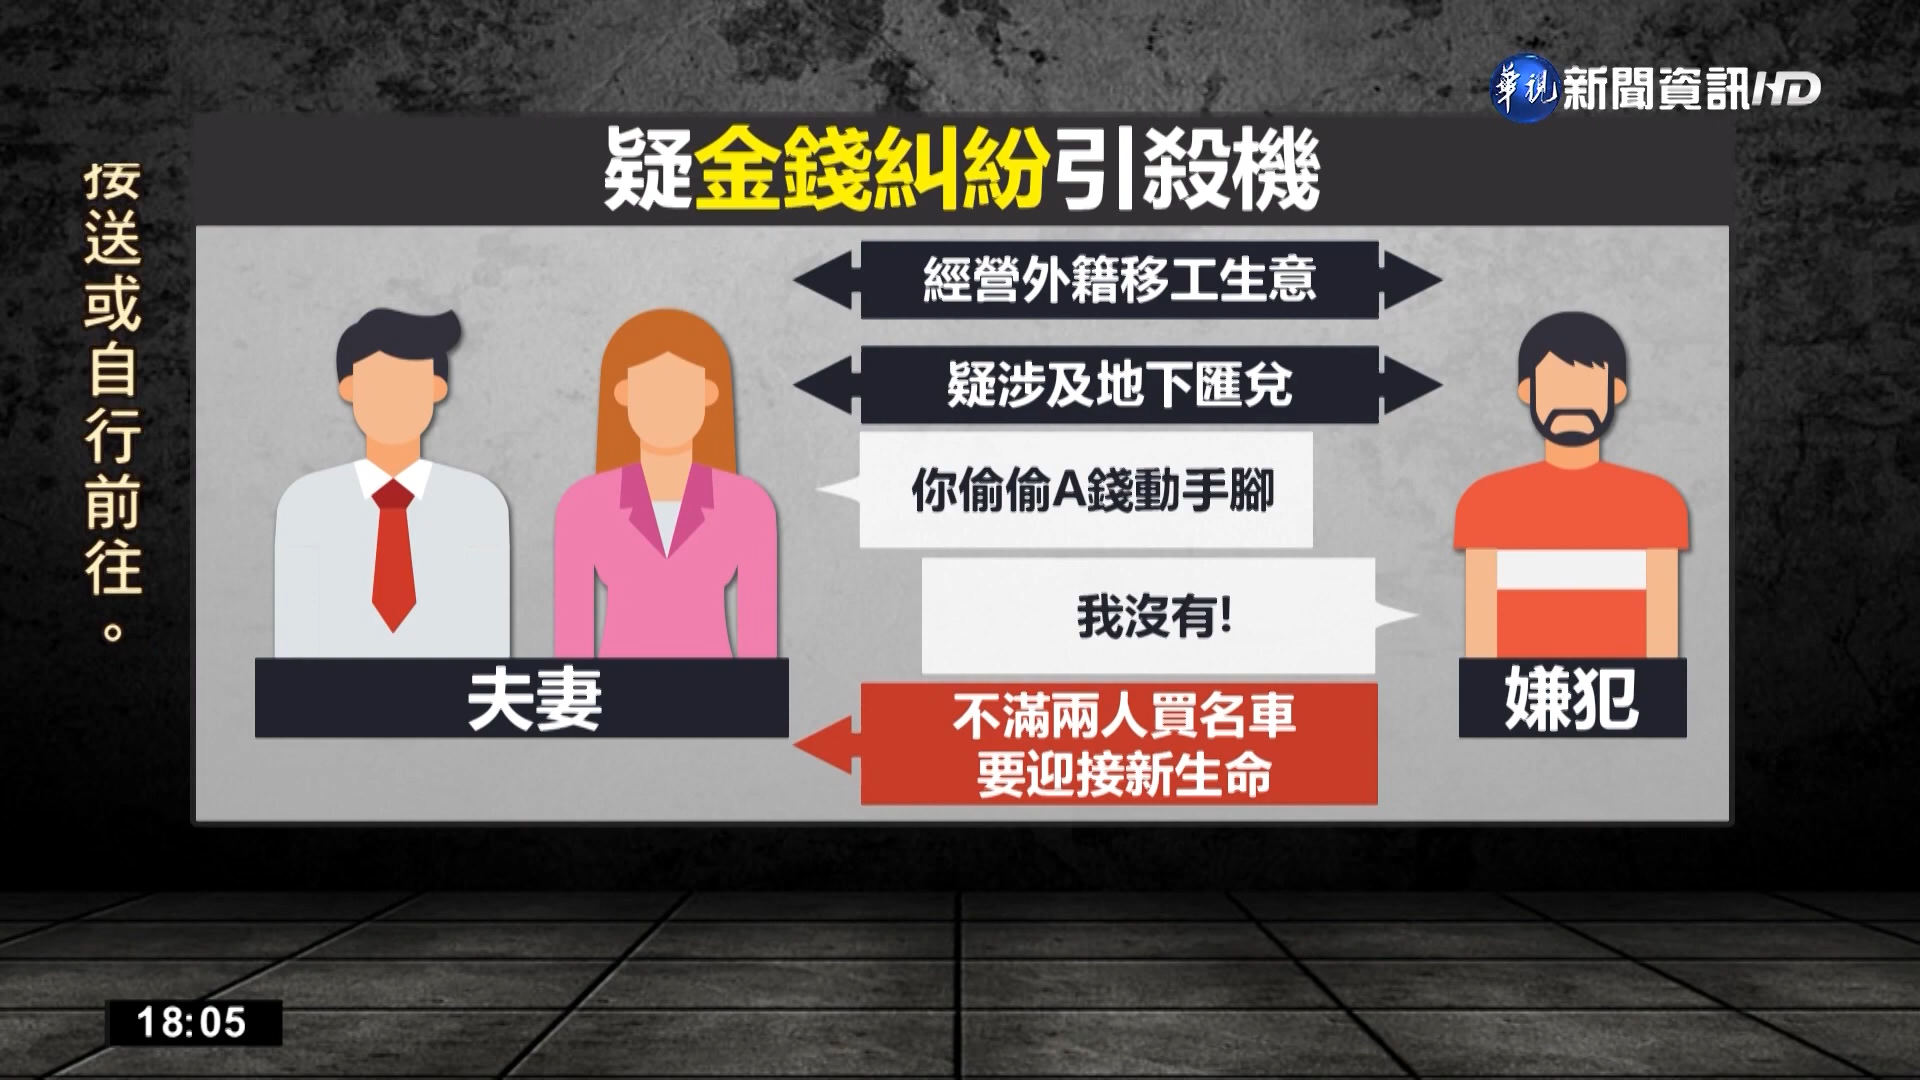 華視新聞資訊HD
疑金錢糾紛引殺機
接送或自行前往。
經營外籍移工生意
疑涉及地下匯兌
你偷偷A錢動手腳
我沒有!
不滿兩人買名車
要迎接新生命
夫妻
嫌犯
18:05